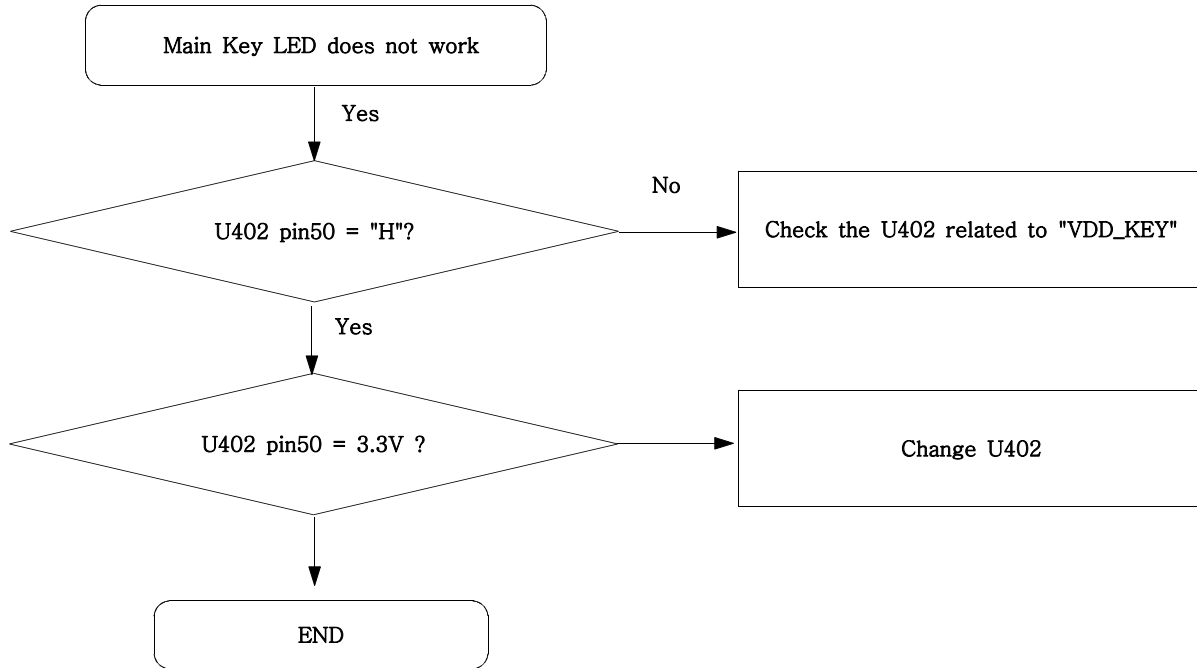 Main Key LED does not work
Yes
U402 pin50 = "H"?
No
Check the U402 related to "VDD_KEY"
Yes
U402 pin50 = 3.3V ?
Change U402
END